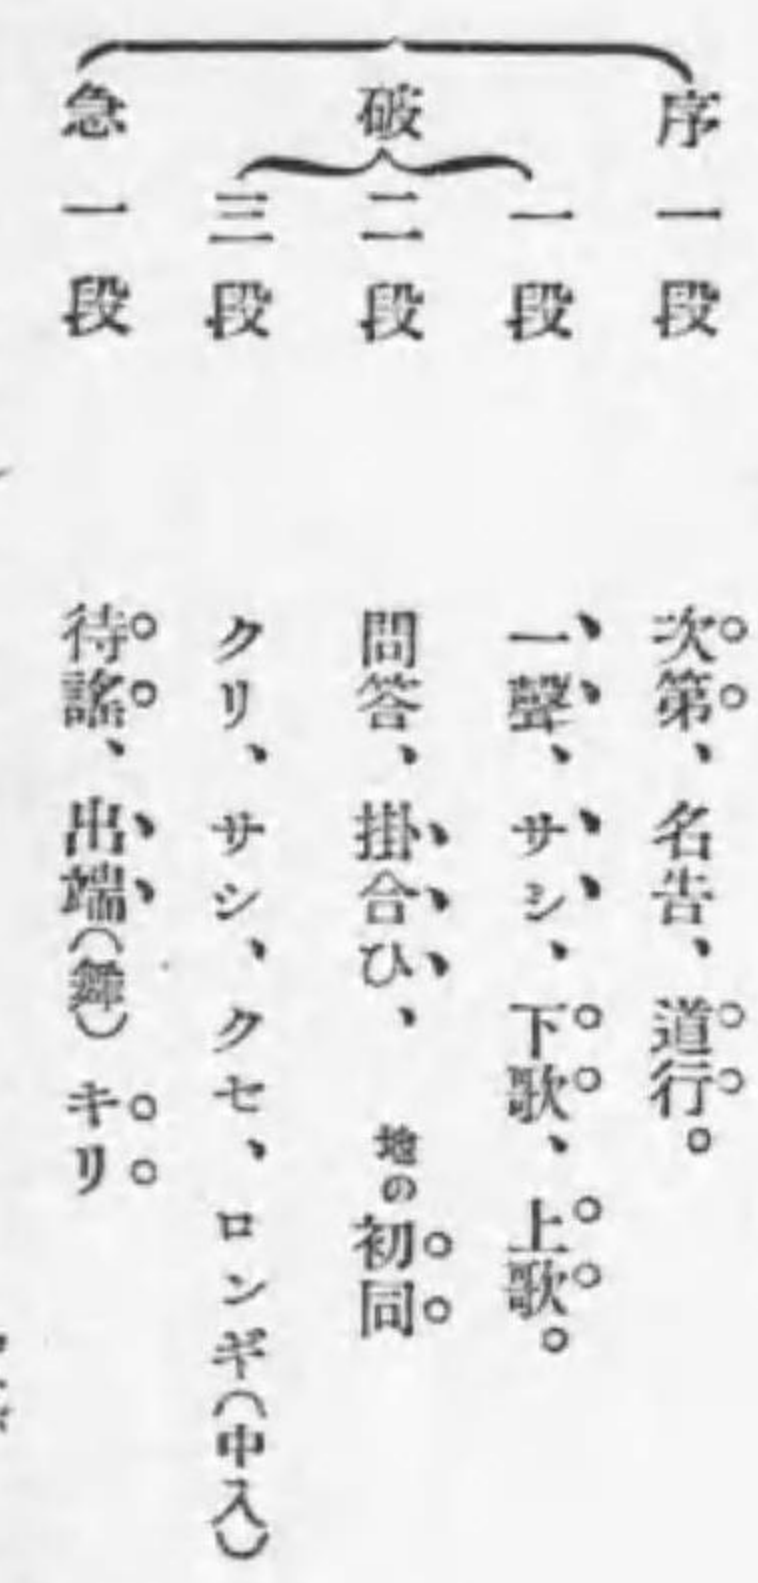 序一段 次第、名告、道行。
破
一段 一聲、サシ、下歌、上歌。
二段 問答、掛合ひ、地の初同
三段 クリ、サシ、クセ、ロンギ(中入)
急一段 待謠、出端(舞)キリ